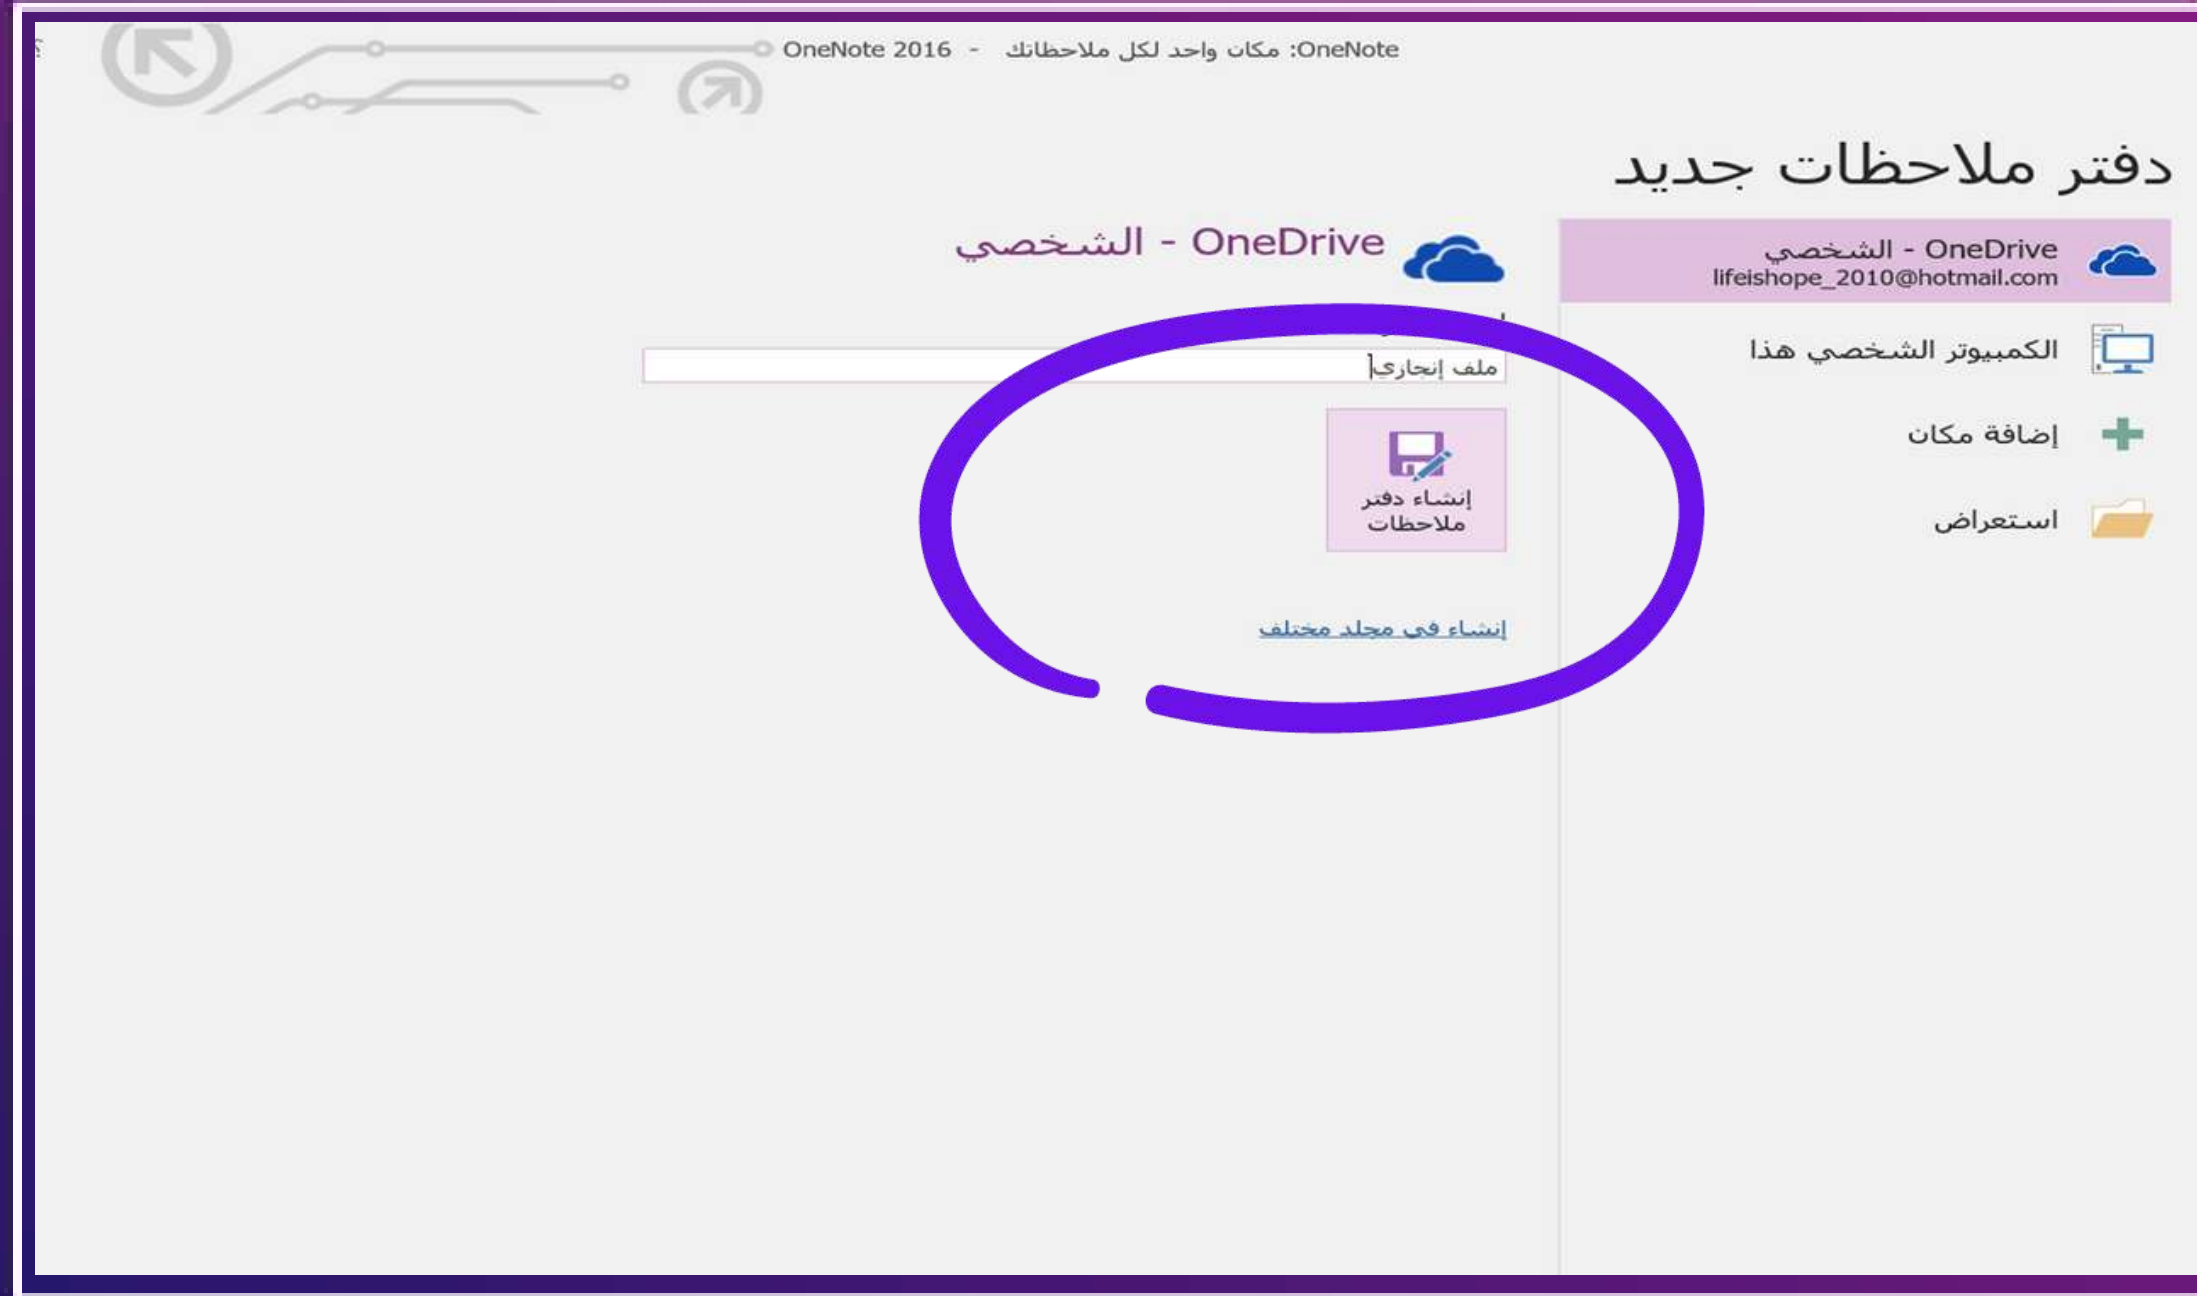 OneNote: مكان واحد لكل ملاحظاتك - OneNote 2016
دفتر ملاحظات جديد
OneDrive - الشخصي
lifeishope_2010@hotmail.com
الكمبيوتر الشخصي هذا
إضافة مكان
استعراض
OneDrive - الشخصي
ملف إنجازي
إنشاء دفتر
ملاحظات
إنشاء في مجلد مختلف